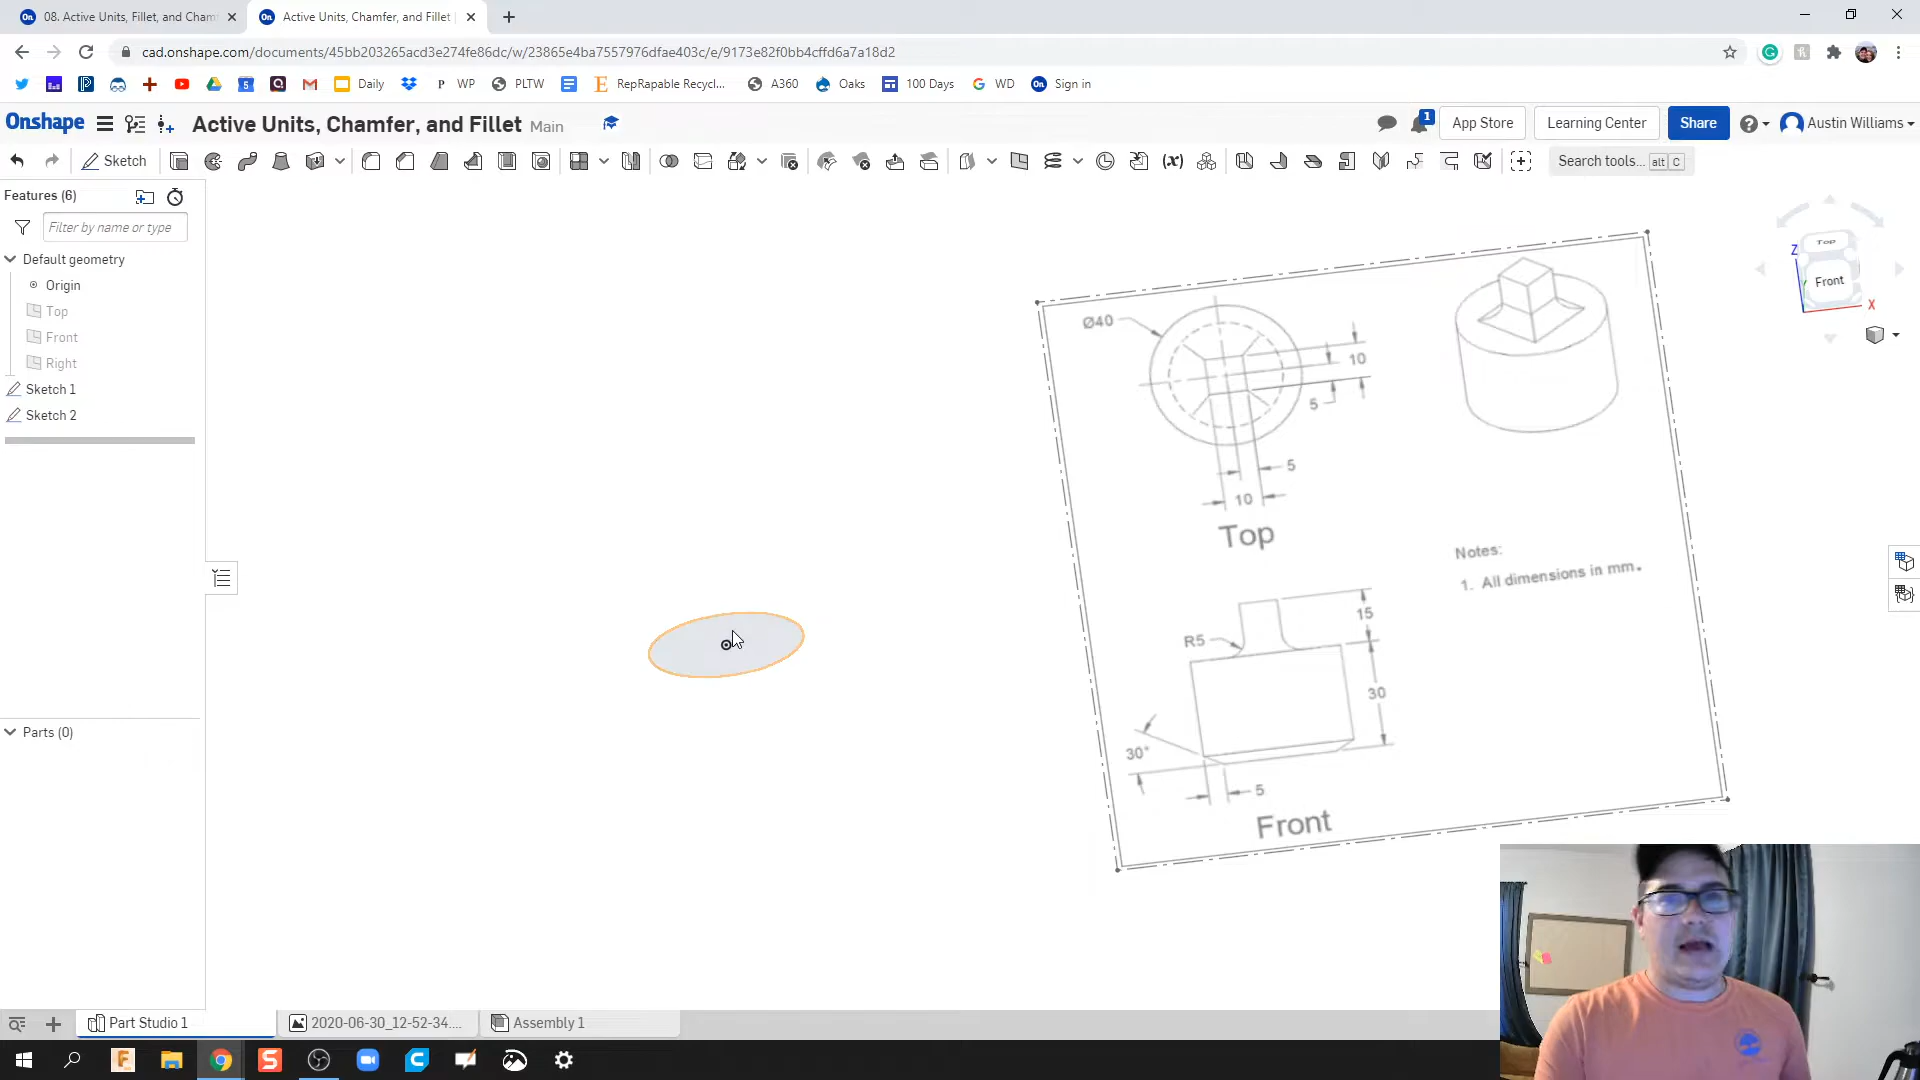 08. Active Units, Fillet, and Cham
Active Units, Chamfer, and Fillet |
cad.onshape.com/documents/45bb203265acd3e274fe86dc/w/23865e4ba7557976dfae403c/e/9173e82f0bb4cffd6a7a18d2
Daily
P WP
PLTW
RepRapable Recycl...
A360
Oaks
100 Days
WD
Sign in
Onshape
Active Units, Chamfer, and Fillet Main
1
App Store
Learning Center
Share
Austin Williams
Sketch
Search tools... alt C
Features (6)
Filter by name or type
Default geometry
Origin
Top
Front
Right
Sketch 1
Sketch 2
Parts (0)
Top
Front
Z
X
Ø40
10
5
5
10
Top
Notes:
1. All dimensions in mm.
15
R5
30
30°
5
Front
Part Studio 1
2020-06-30_12-52-34....
Assembly 1